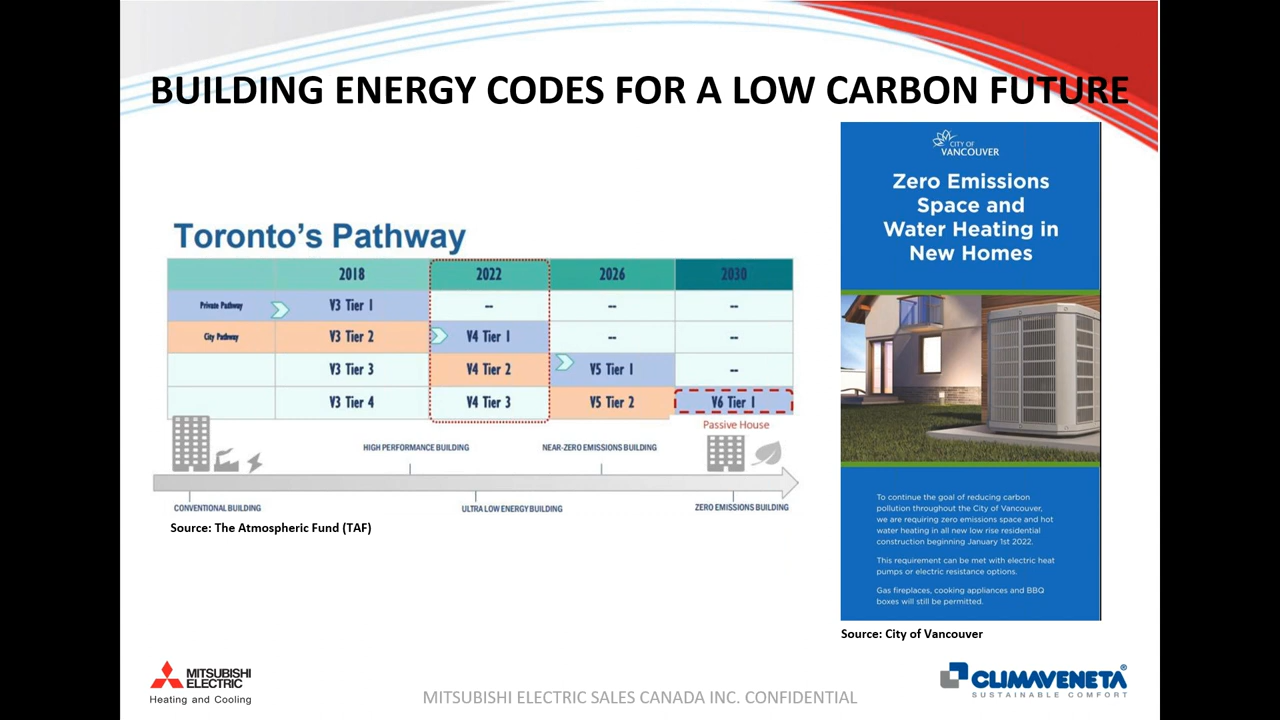 BUILDING ENERGY CODES FOR A LOW CARBON FUTURE
Toronto's Pathway
2018 2022 2026 2030
Private Pathway V3 Tier 1 -- -- --
City Pathway V3 Tier 2 V4 Tier 1 -- --
V3 Tier 3 V4 Tier 2 V5 Tier 1 --
V3 Tier 4 V4 Tier 3 V5 Tier 2 V6 Tier 1
Passive House
HIGH PERFORMANCE BUILDING NEAR-ZERO EMISSIONS BUILDING
CONVENTIONAL BUILDING ULTRA LOW ENERGY BUILDING ZERO EMISSIONS BUILDING
Source: The Atmospheric Fund (TAF)
CITY OF
VANCOUVER
Zero Emissions
Space and
Water Heating in
New Homes
To continue the goal of reducing carbon
pollution throughout the City of Vancouver,
we are requiring zero emissions space and hot
water heating in all new low rise residential
construction beginning January 1st 2022.
This requirement can be met with electric heat
pumps or electric resistance options.
Gas fireplaces, cooking appliances and BBQ
boxes will still be permitted.
Source: City of Vancouver
MITSUBISHI
ELECTRIC
Heating and Cooling
MITSUBISHI ELECTRIC SALES CANADA INC. CONFIDENTIAL
CLIMAVENETA®
SUSTAINABLE COMFORT